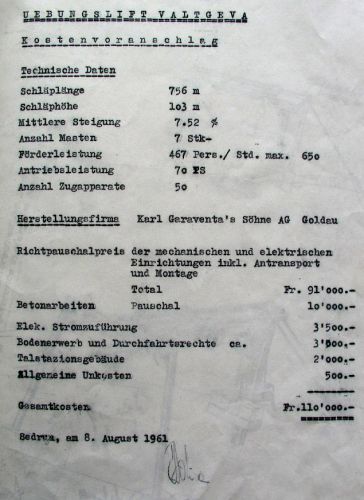 UEBUNGSLIFT VALTGEVA
Kostenvoranschlag
Technische Daten
Schläplänge 756 m
Schläphöhe 103 m
Mittlere Steigung 7.52 %
Anzahl Masten 7 Stk-
Förderleistung 467 Pers./ Std. max. 650
Antriebsleistung 70 PS
Anzahl Zugapparate 50
Herstellungsfirma Karl Garaventa's Söhne AG Goldau
Richtpauschalpreis der mechanischen und elektrischen
Einrichtungen inkl. Antransport
und Montage
Total Fr. 91'000.--
Betonarbeiten Pauschal 10'000.--
Elek. Stromzuführung 3'500.--
Bodenerwerb und Durchfahrtsrechte ca. 3'000.--
Talstazionsgebäude 2'000.--
Allgemeine Unkosten 500.--
Gesamtkosten Fr.110'000.--
Sedrun, am 8. August 1961